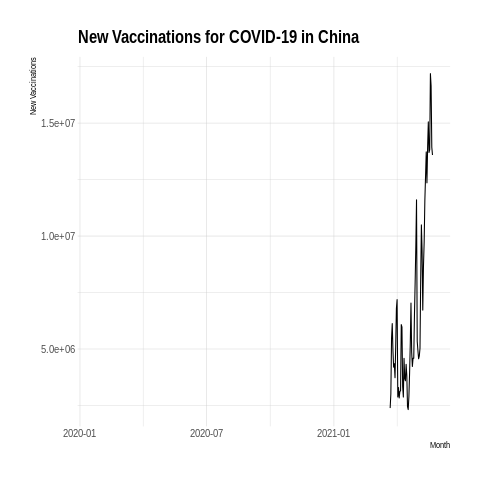 New Vaccinations for COVID-19 in China
New Vaccinations
1.5e+07
1.0e+07
5.0e+06
2020-01 2020-07 2021-01
Month